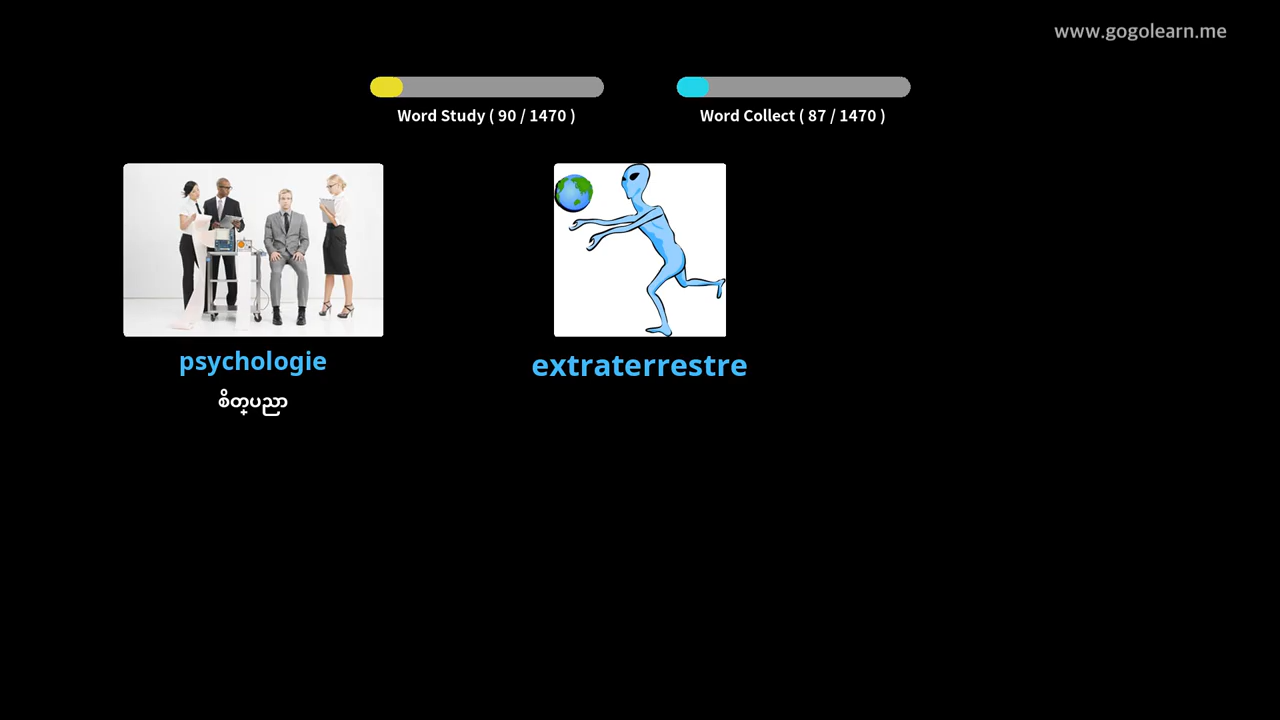 www.gogolearn.me
Word Study ( 90 / 1470 )
Word Collect ( 87 / 1470 )
psychologie
extraterrestre
စိတ္ပညာ